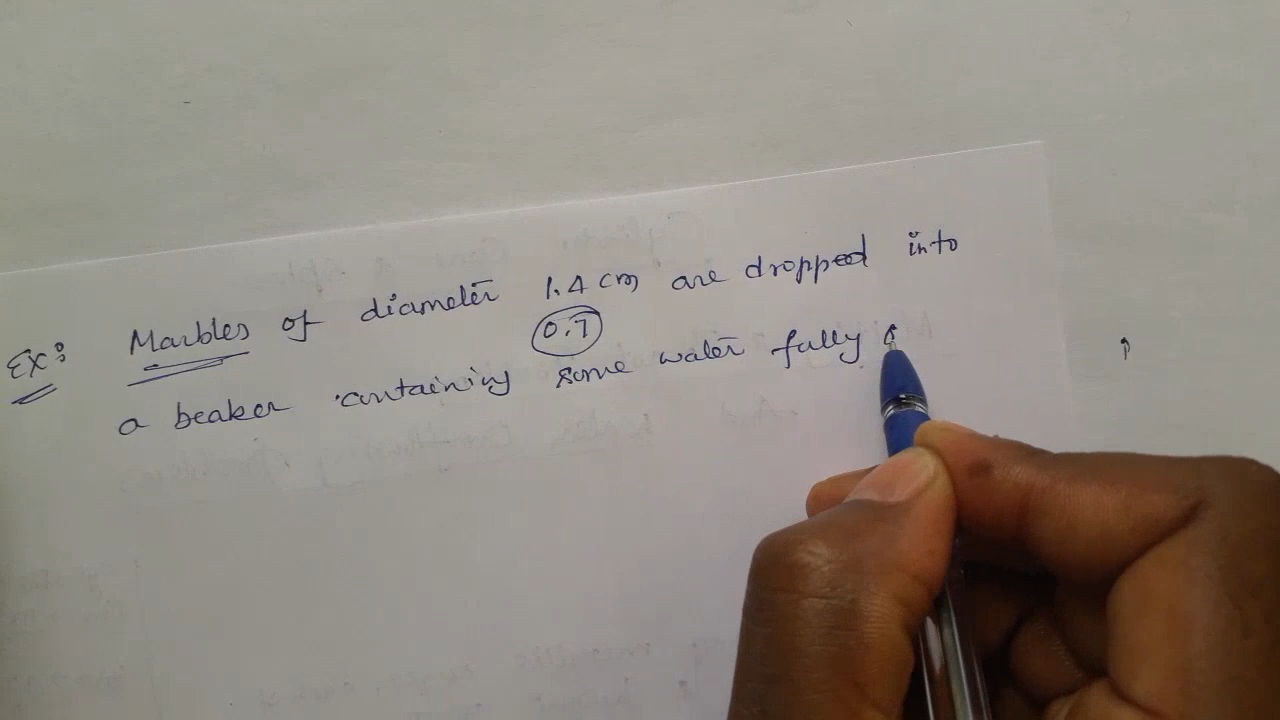 Ex: Marbles of diameter 1.4 cm are dropped into
0.7
a beaker containing some water fully